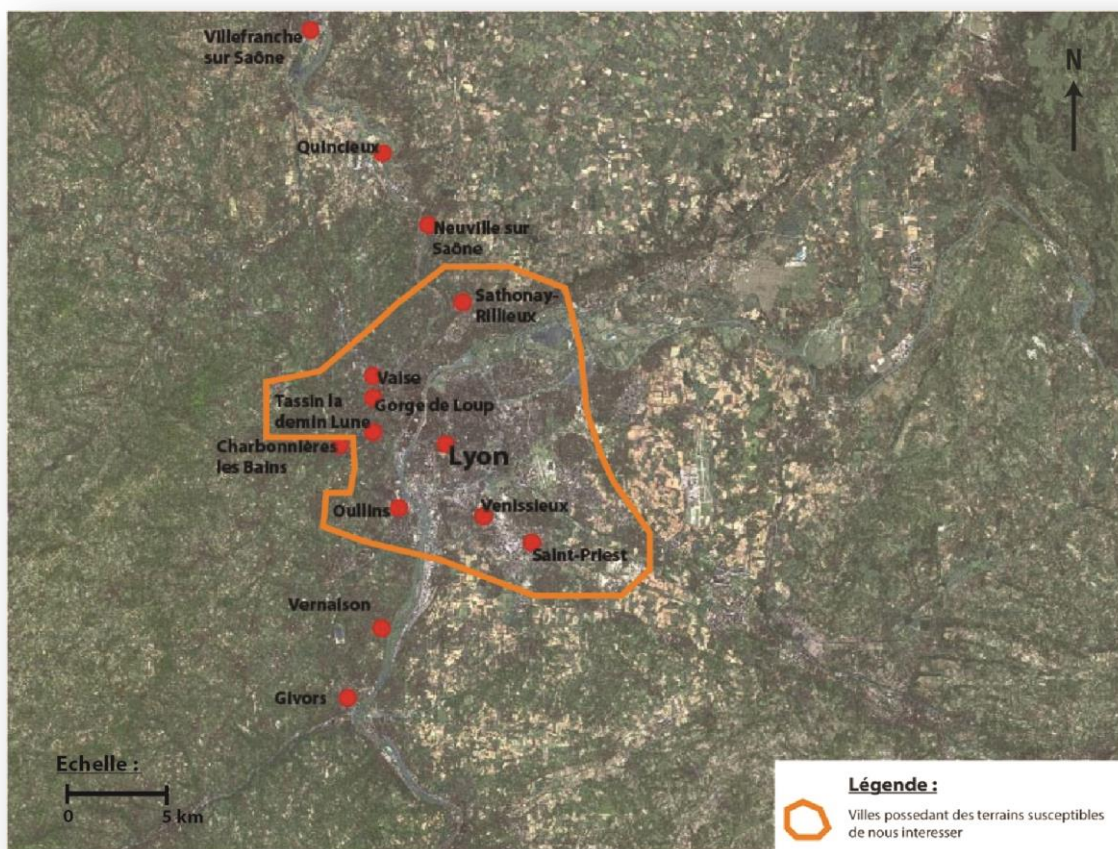 Villefranche
sur Saône
N
Quincieux
Neuville sur
Saône
Sathonay-
Rillieux
Vaise
Tassin la
demin Lune
Gorge de Loup
Charbonnières
les Bains
Lyon
Oullins
Venissieux
Saint-Priest
Vernaison
Givors
Echelle :
0 5 km
Légende :
Villes possedant des terrains susceptibles
de nous interesser